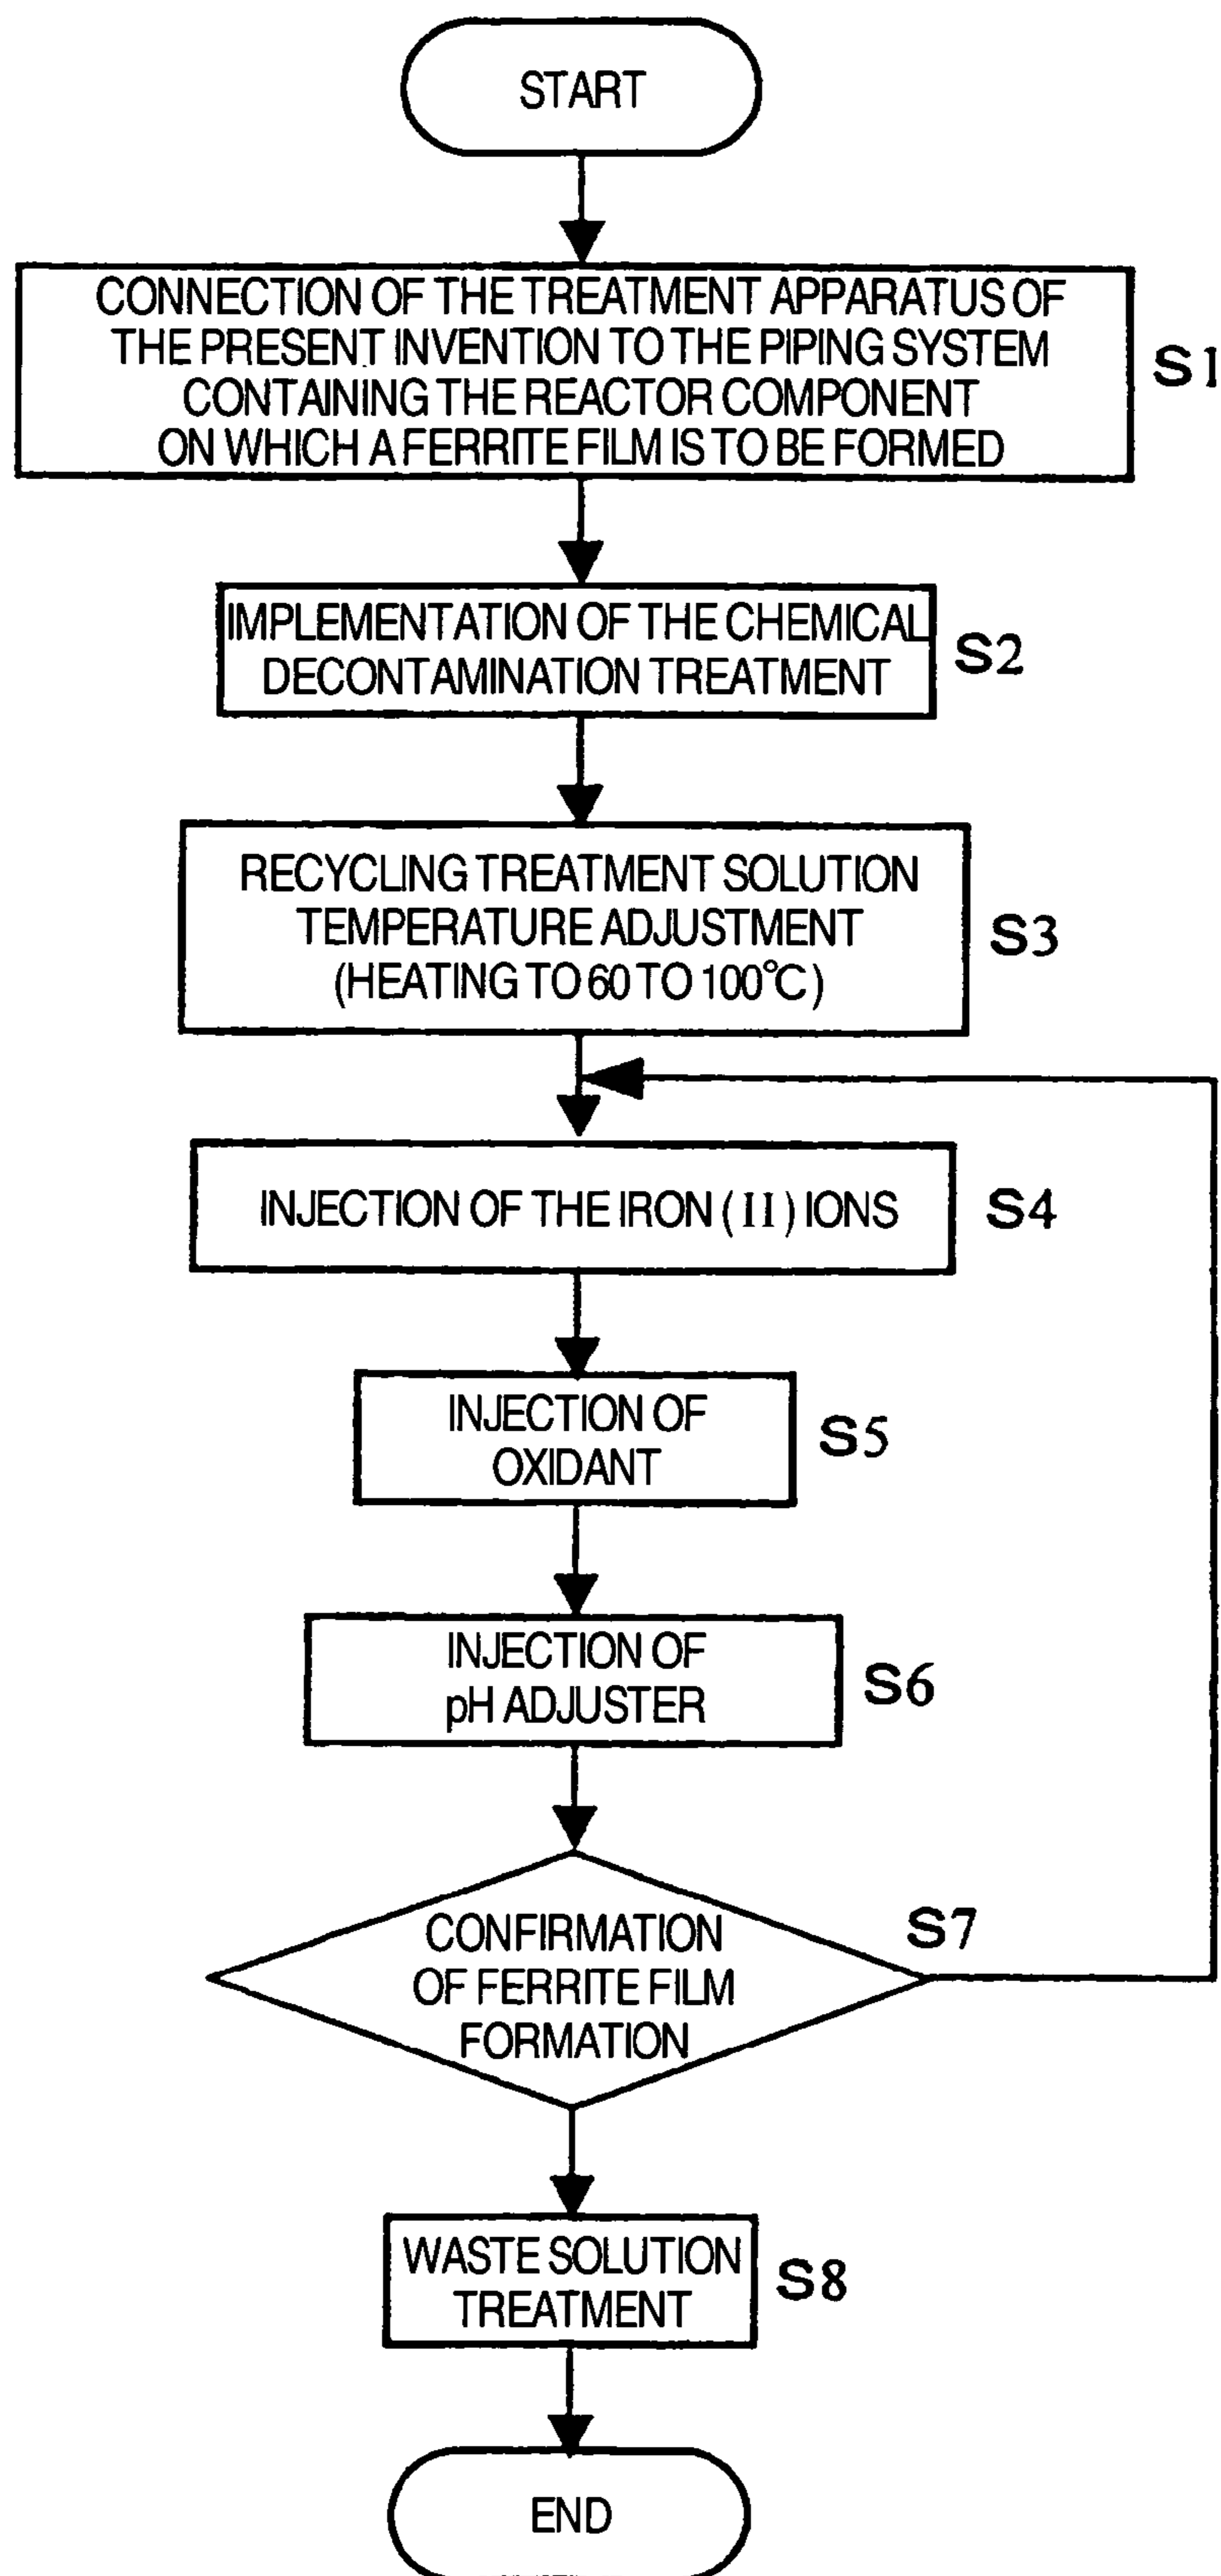 START
CONNECTION OF THE TREATMENT APPARATUS OF
THE PRESENT INVENTION TO THE PIPING SYSTEM
CONTAINING THE REACTOR COMPONENT
ON WHICH A FERRITE FILM IS TO BE FORMED
S1
IMPLEMENTATION OF THE CHEMICAL
DECONTAMINATION TREATMENT
S2
RECYCLING TREATMENT SOLUTION
TEMPERATURE ADJUSTMENT
(HEATING TO 60 TO 100°C)
S3
INJECTION OF THE IRON (II) IONS
S4
INJECTION OF
OXIDANT
S5
INJECTION OF
pH ADJUSTER
S6
CONFIRMATION
OF FERRITE FILM
FORMATION
S7
WASTE SOLUTION
TREATMENT
S8
END